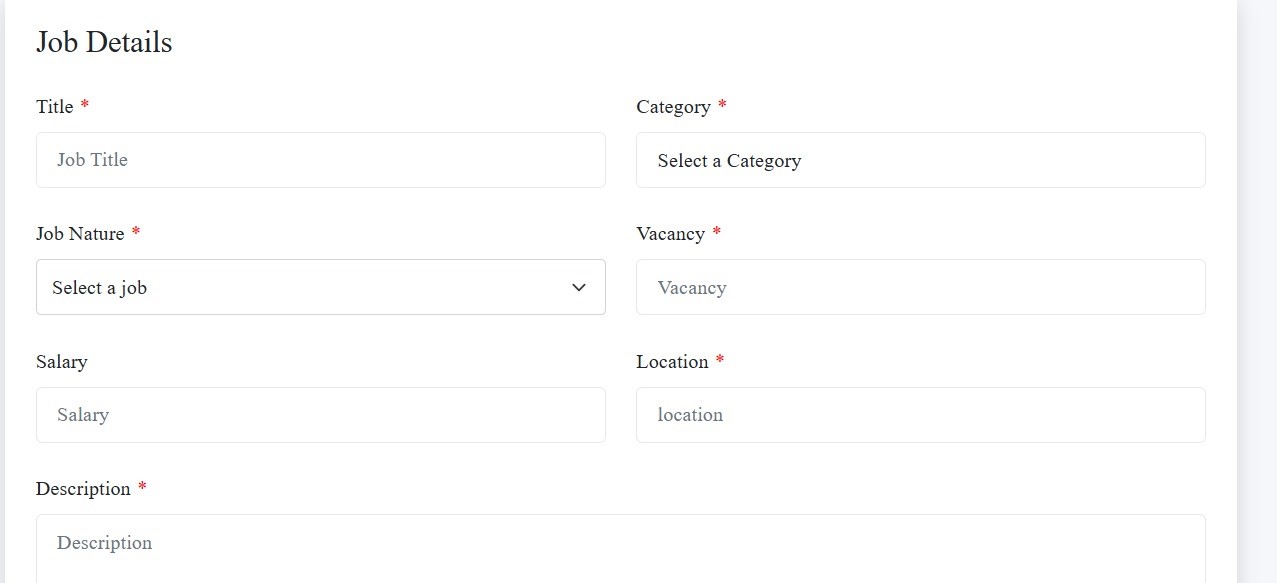 Job Details
Title *
Category *
Job Title
Select a Category
Job Nature *
Vacancy *
Select a job
Vacancy
Salary
Location *
Salary
location
Description *
Description